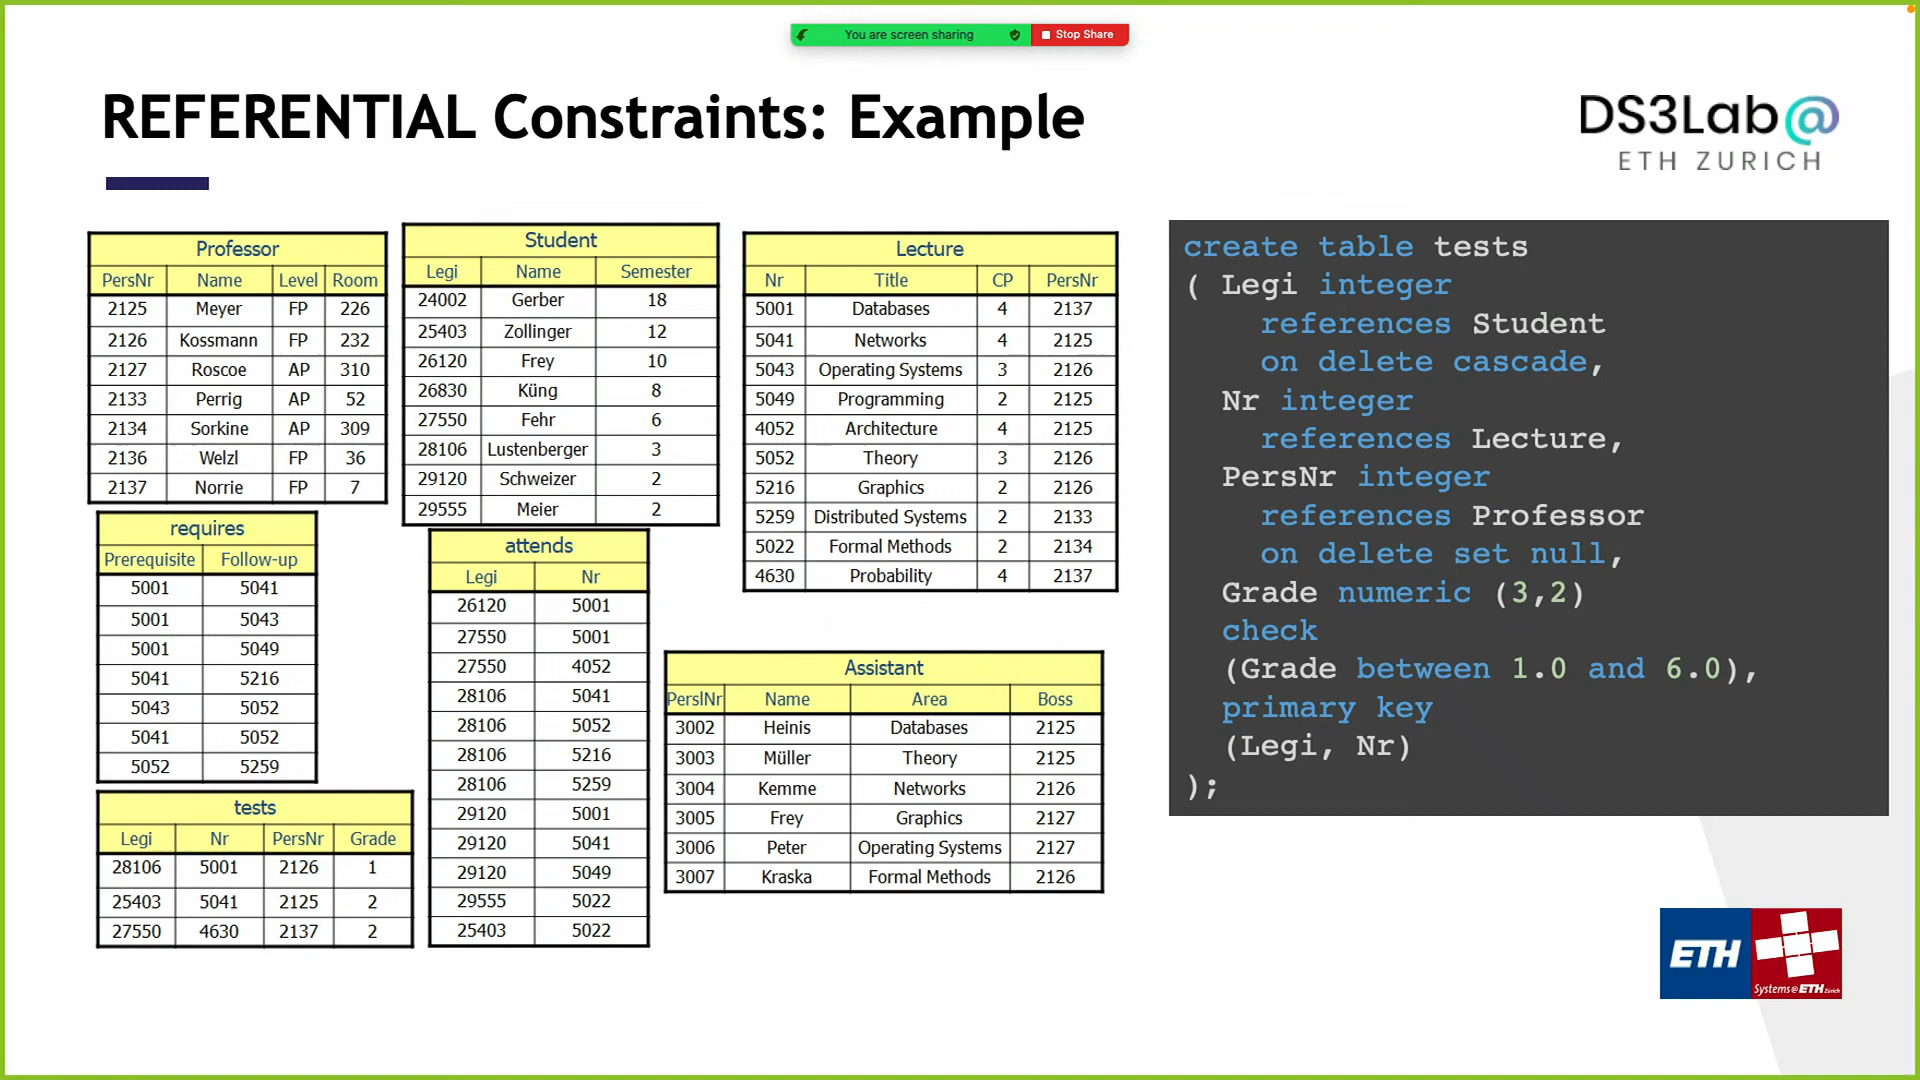 You are screen sharing
Stop Share
REFERENTIAL Constraints: Example
DS3Lab@
ETH ZURICH
Professor
PersNr Name Level Room
2125 Meyer FP 226
2126 Kossmann FP 232
2127 Roscoe AP 310
2133 Perrig AP 52
2134 Sorkine AP 309
2136 Welzl FP 36
2137 Norrie FP 7
Student
Legi Name Semester
24002 Gerber 18
25403 Zollinger 12
26120 Frey 10
26830 Küng 8
27550 Fehr 6
28106 Lustenberger 3
29120 Schweizer 2
29555 Meier 2
Lecture
Nr Title CP PersNr
5001 Databases 4 2137
5041 Networks 4 2125
5043 Operating Systems 3 2126
5049 Programming 2 2125
4052 Architecture 4 2125
5052 Theory 3 2126
5216 Graphics 2 2126
5259 Distributed Systems 2 2133
5022 Formal Methods 2 2134
4630 Probability 4 2137
requires
Prerequisite Follow-up
5001 5041
5001 5043
5001 5049
5041 5216
5043 5052
5041 5052
5052 5259
attends
Legi Nr
26120 5001
27550 5001
27550 4052
28106 5041
28106 5052
28106 5216
28106 5259
29120 5001
29120 5041
29120 5049
29555 5022
25403 5022
Assistant
PerslNr Name Area Boss
3002 Heinis Databases 2125
3003 Müller Theory 2125
3004 Kemme Networks 2126
3005 Frey Graphics 2127
3006 Peter Operating Systems 2127
3007 Kraska Formal Methods 2126
tests
Legi Nr PersNr Grade
28106 5001 2126 1
25403 5041 2125 2
27550 4630 2137 2
create table tests
( Legi integer
references Student
on delete cascade,
Nr integer
references Lecture,
PersNr integer
references Professor
on delete set null,
Grade numeric (3,2)
check
(Grade between 1.0 and 6.0),
primary key
(Legi, Nr)
);
ETH
Systems@ETH Zürich